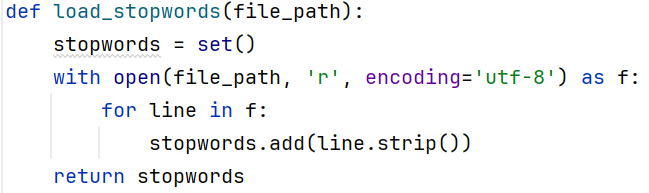 def load_stopwords(file_path):
    stopwords = set()
    with open(file_path, 'r', encoding='utf-8') as f:
        for line in f:
            stopwords.add(line.strip())
    return stopwords